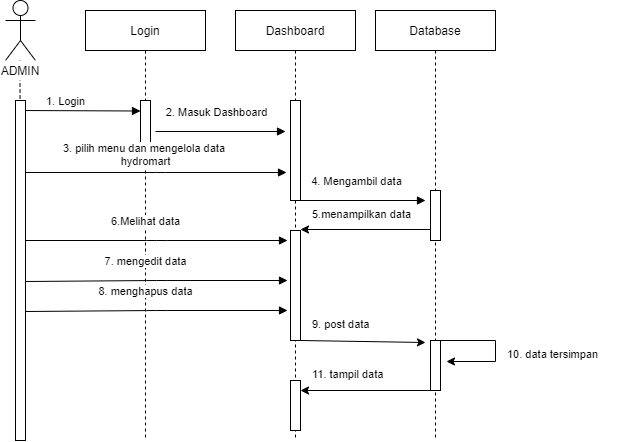 Login
Dashboard
Database
ADMIN
1. Login
2. Masuk Dashboard
3. pilih menu dan mengelola data
hydromart
4. Mengambil data
5.menampilkan data
6.Melihat data
7. mengedit data
8. menghapus data
9. post data
10. data tersimpan
11. tampil data